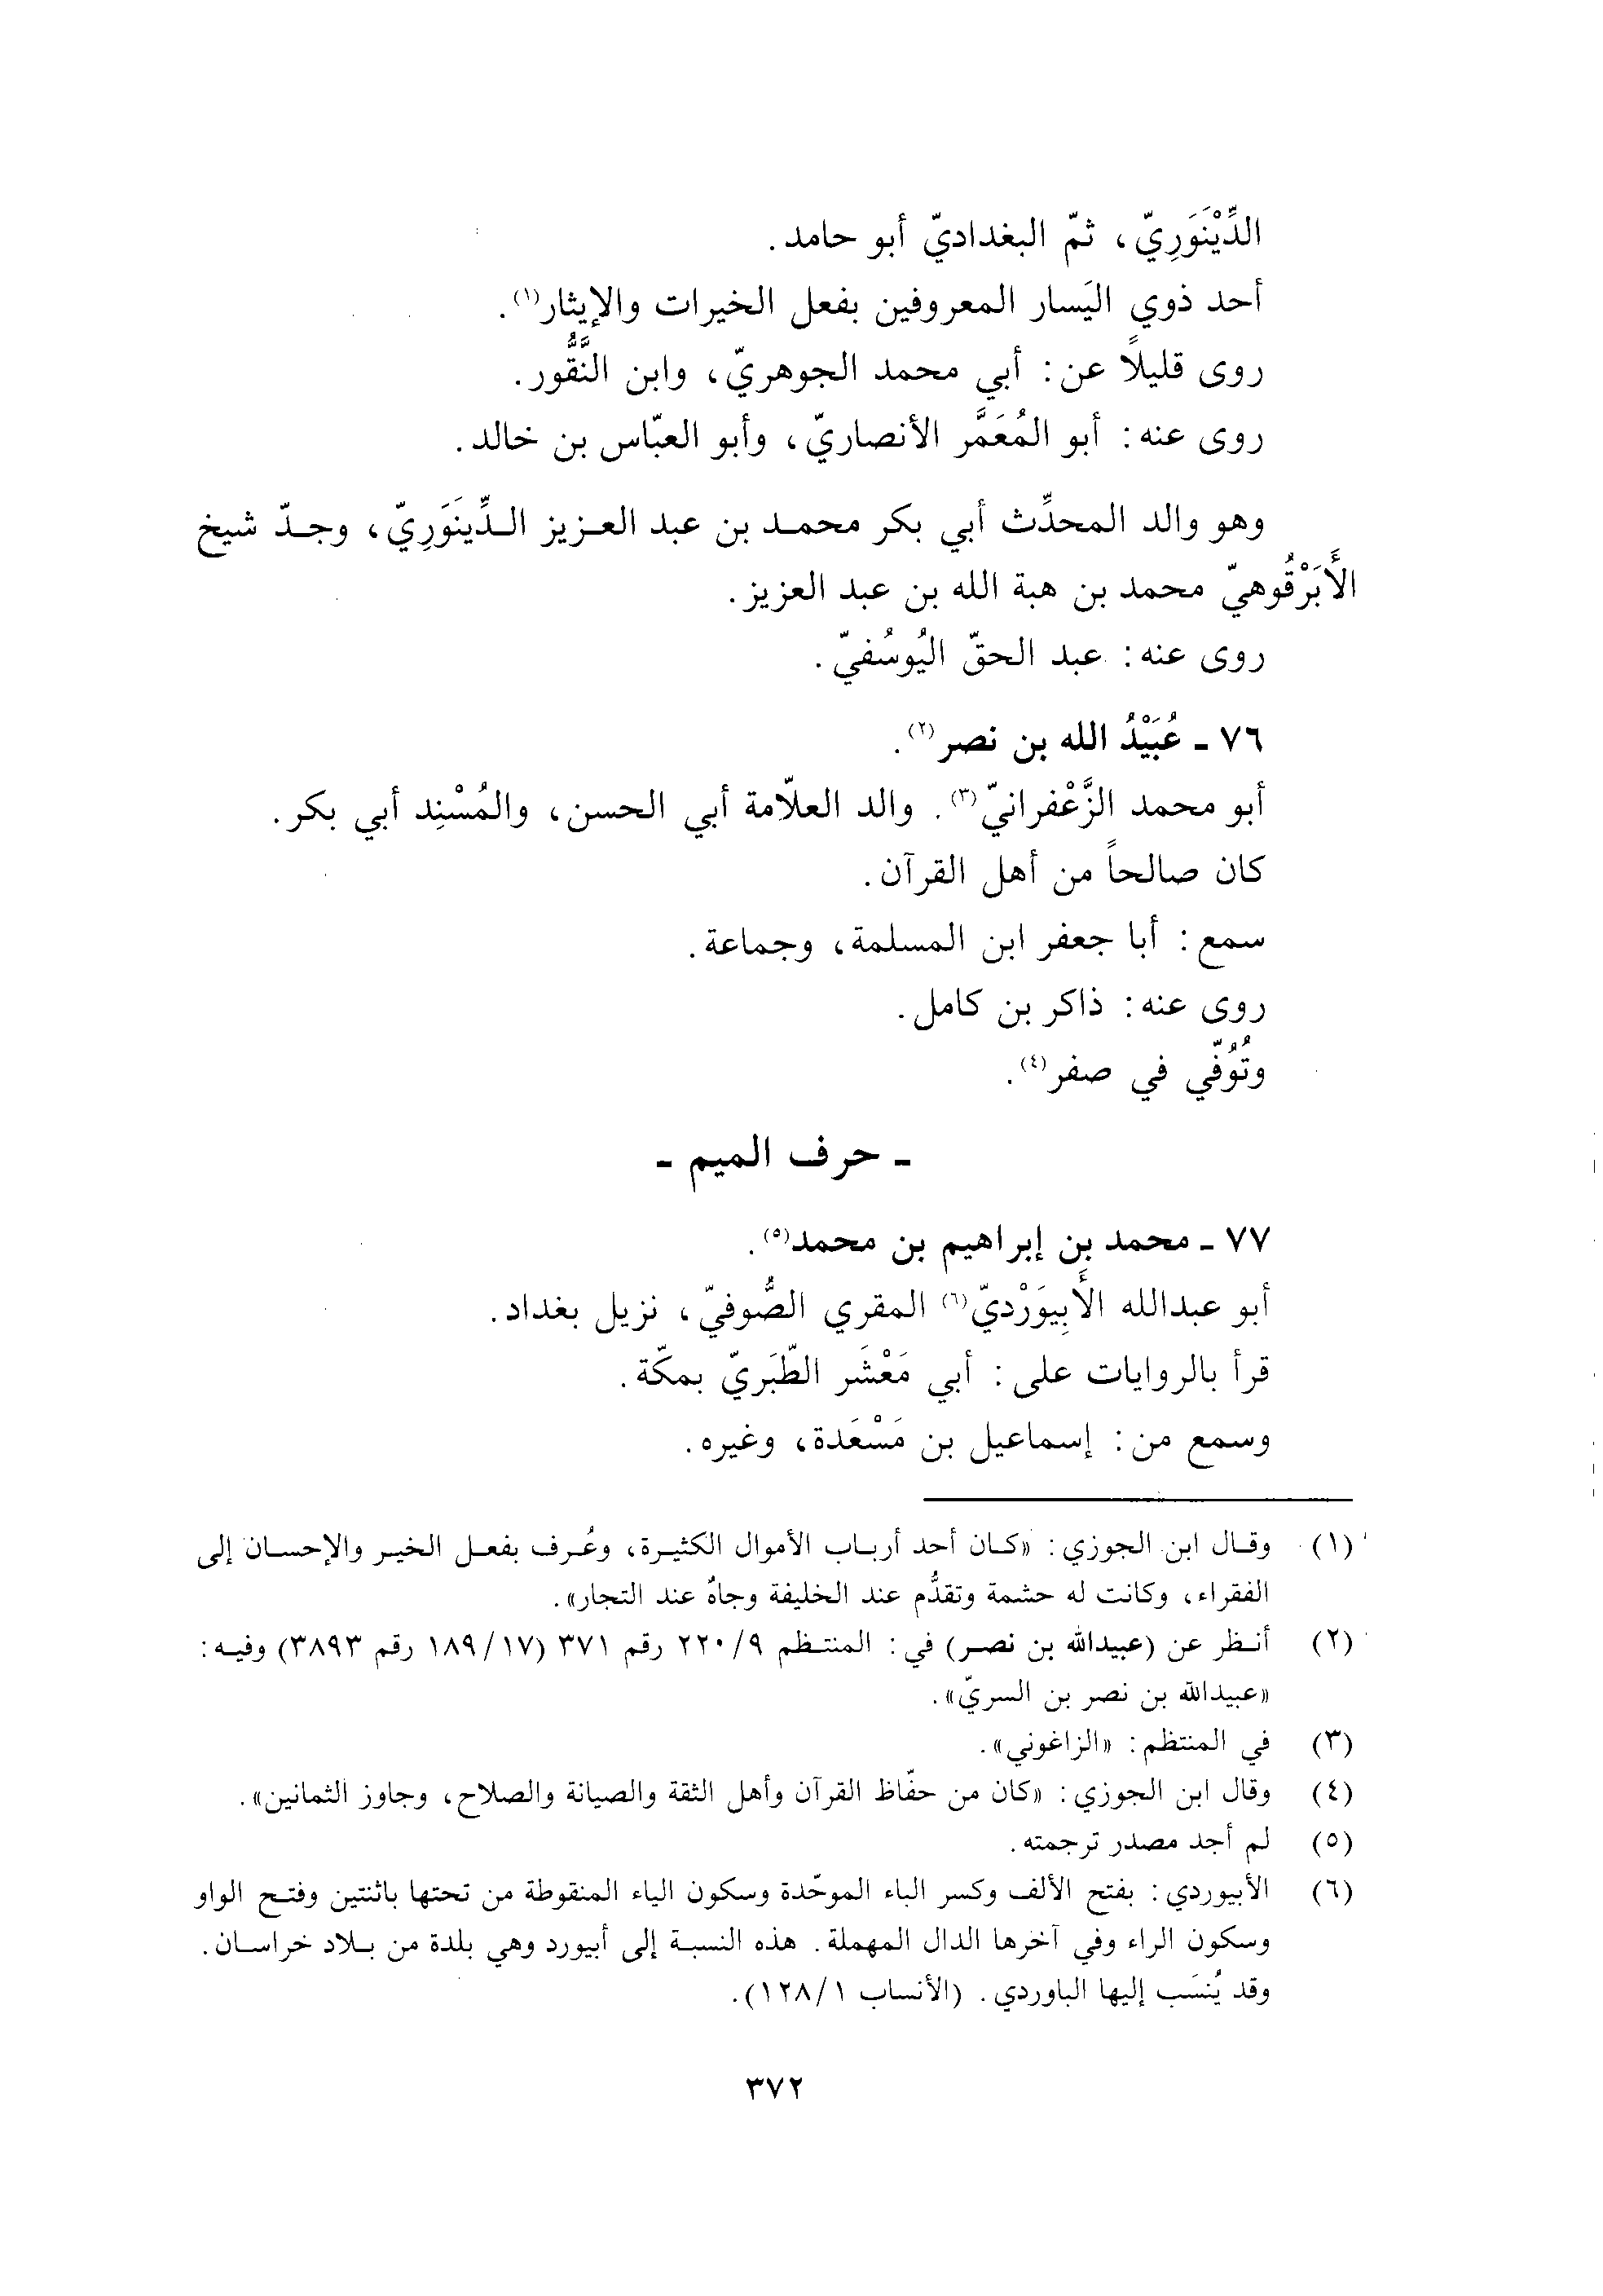 الدِّيْنَوَرِيّ، ثمّ البغداديّ أبو حامد.
أحد ذوي اليَسار المعروفين بفعل الخيرات والإيثار(١).
روى قليلاً عن: أبي محمد الجوهريّ، وابن النَّقُّور.
روى عنه: أبو المُعَمَّر الأنصاريّ، وأبو العبّاس بن خالد.
وهو والد المحدِّث أبي بكر محمد بن عبد العزيز الدِّينَوَرِيّ، وجدّ شيخ
الأَبَرْقُوهيّ محمد بن هبة الله بن عبد العزيز.
روى عنه: عبد الحقّ اليُوسُفيّ.
٧٦ ـ عُبَيْدُ الله بن نصر(٢).
أبو محمد الزَّعْفرانيّ(٣). والد العلاّمة أبي الحسن، والمُسْنِد أبي بكر.
كان صالحاً من أهل القرآن.
سمع: أبا جعفر ابن المسلمة، وجماعة.
روى عنه: ذاكر بن كامل.
وتُوُفّي في صفر(٤).
ـ حرف الميم ـ
٧٧ ـ محمد بن إبراهيم بن محمد(٥).
أبو عبدالله الأَبِيوَرْديّ(٦) المقري الصُّوفيّ، نزيل بغداد.
قرأ بالروايات على: أبي مَعْشَر الطَّبَريّ بمكّة.
وسمع من: إسماعيل بن مَسْعَدة، وغيره.
(١) وقال ابن الجوزي: «كان أحد أرباب الأموال الكثيرة، وعُرف بفعل الخير والإحسان إلى
الفقراء، وكانت له حشمة وتقدُّم عند الخليفة وجاهٌ عند التجار».
(٢) أنظر عن (عبيدالله بن نصر) في: المنتظم ٢٢٠/٩ رقم ٣٧١ (١٨٩/١٧ رقم ٣٨٩٣) وفيه:
«عبيدالله بن نصر بن السريّ».
(٣) في المنتظم: «الزاغوني».
(٤) وقال ابن الجوزي: «كان من حفّاظ القرآن وأهل الثقة والصيانة والصلاح، وجاوز الثمانين».
(٥) لم أجد مصدر ترجمته.
(٦) الأبيوردي: بفتح الألف وكسر الباء الموحّدة وسكون الياء المنقوطة من تحتها باثنتين وفتح الواو
وسكون الراء وفي آخرها الدال المهملة. هذه النسبة إلى أبيورد وهي بلدة من بلاد خراسان.
وقد يُنسَب إليها الباوردي. (الأنساب ١٢٨/١).
٣٧٢